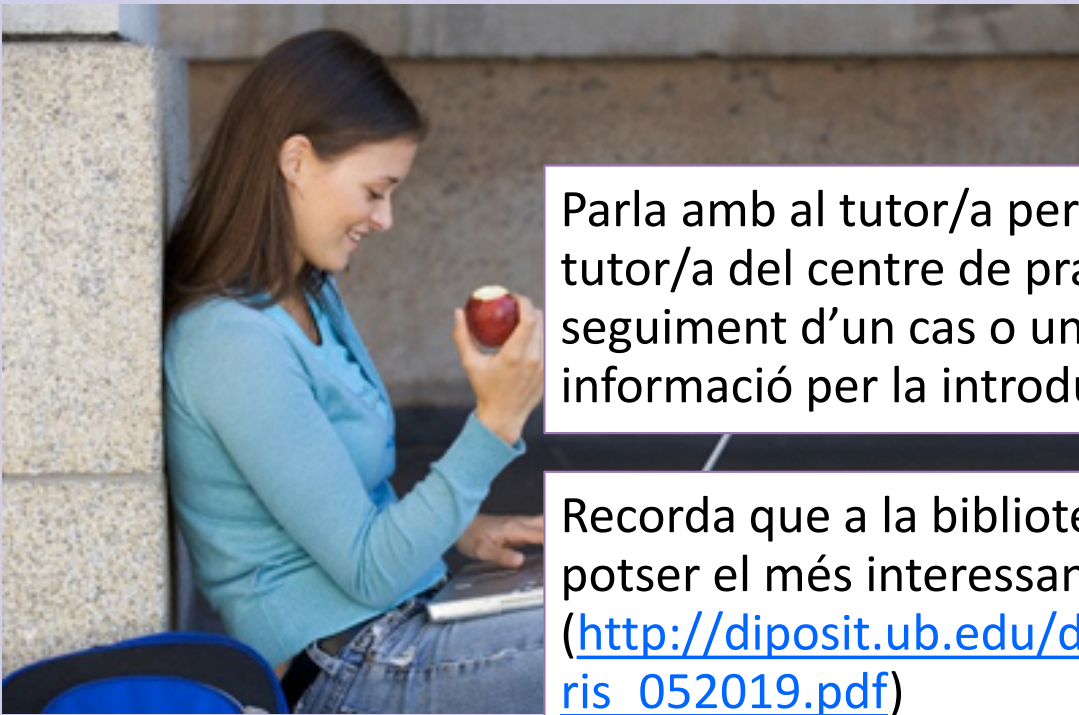 Parla amb al tutor/a per
tutor/a del centre de pra
seguiment d’un cas o un
informació per la introdu
Recorda que a la bibliote
potser el més interessan
(http://diposit.ub.edu/d
ris_052019.pdf)